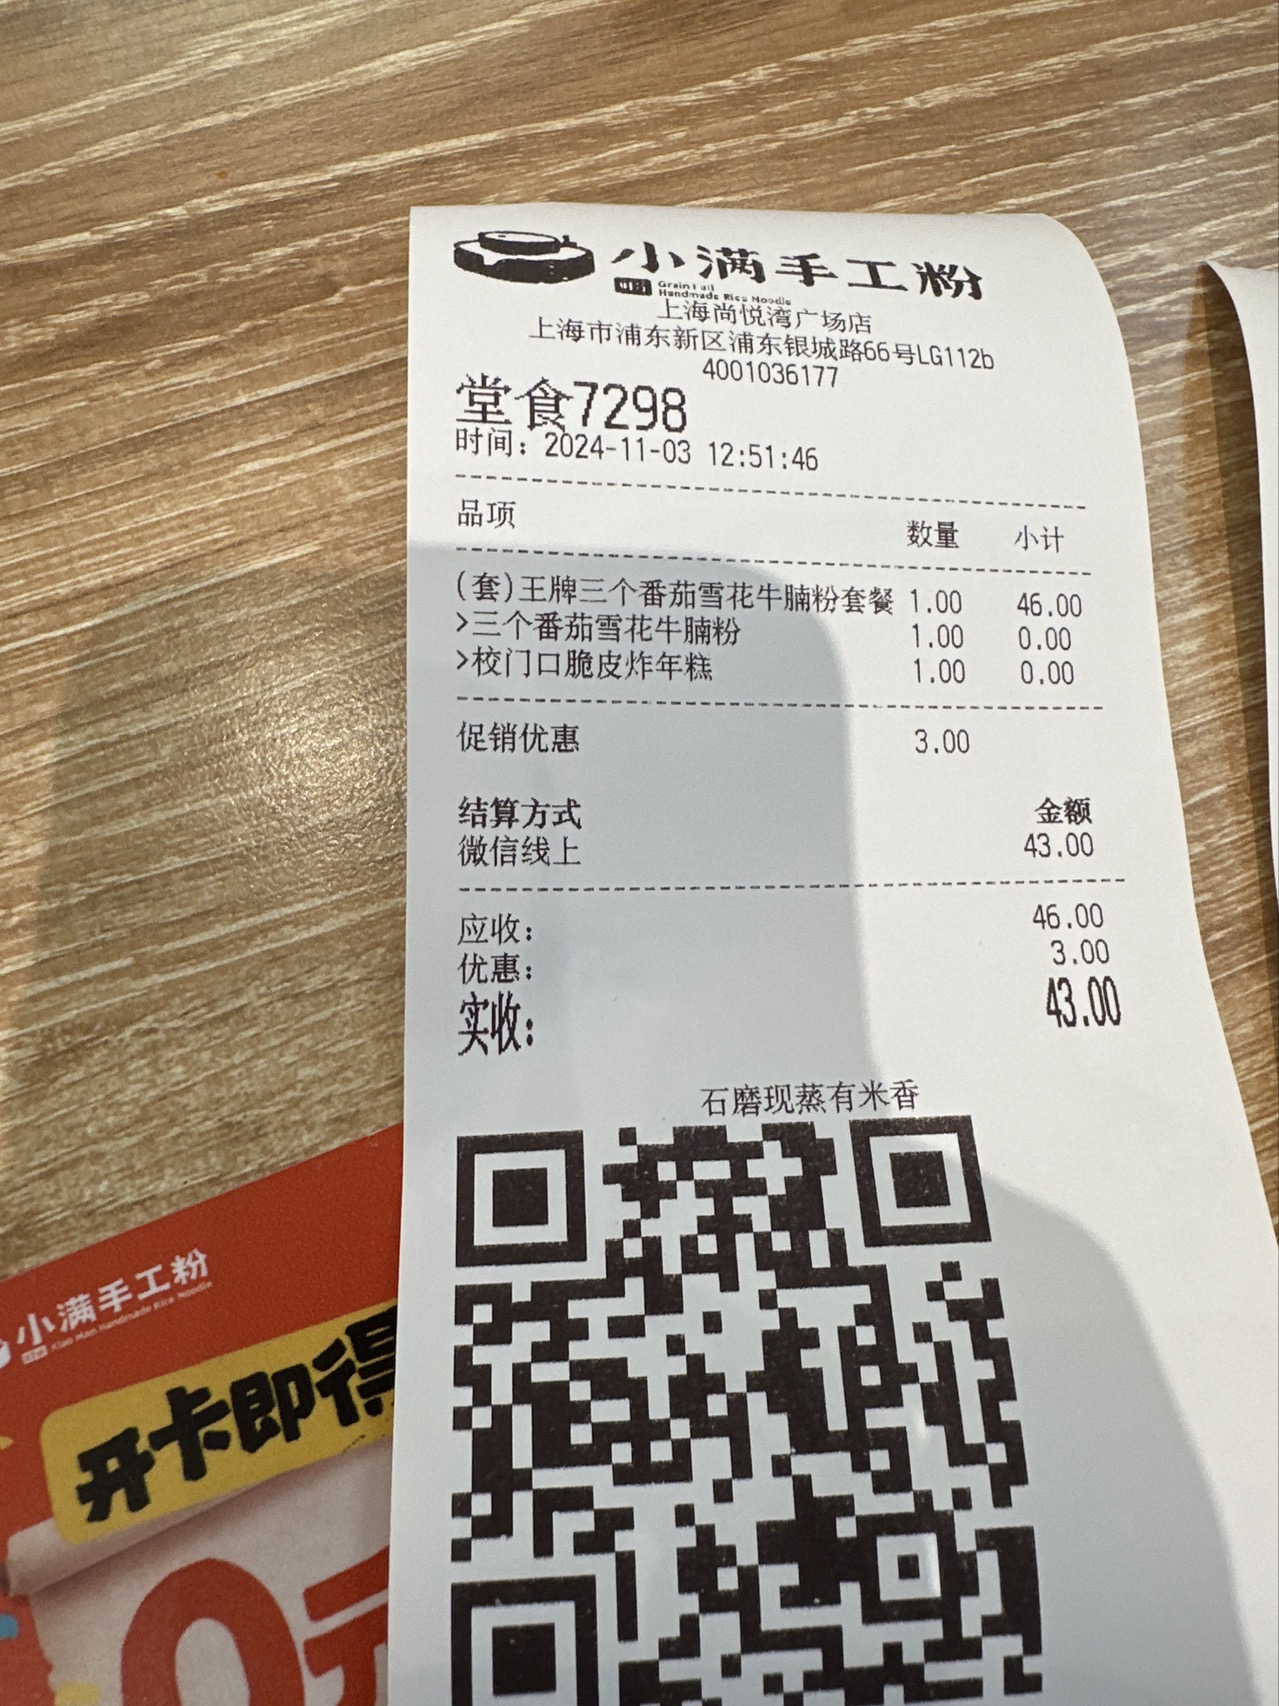 小满手工粉
Handmade Rice Noodle
上海尚悦湾广场店
上海市浦东新区浦东银城路66号LG112b
4001036177
堂食7298
时间：2024-11-03 12:51:46
品项 数量 小计
(套)王牌三个番茄雪花牛腩粉套餐 1.00 46.00
>三个番茄雪花牛腩粉 1.00 0.00
>校门口脆皮炸年糕 1.00 0.00
促销优惠 3.00
结算方式 金额
微信线上 43.00
应收： 46.00
优惠： 3.00
实收： 43.00
石磨现蒸有米香
小满手工粉
Xiao Man Handmade Rice Noodle
开卡即得
0元